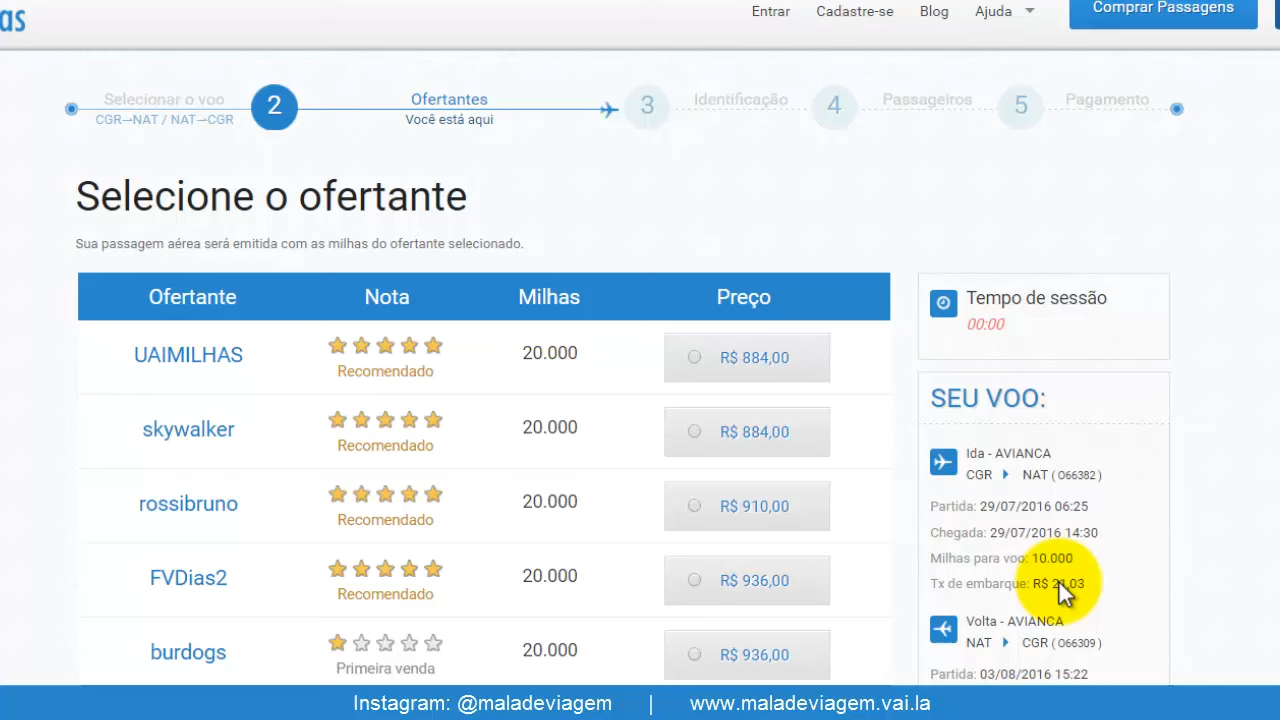 as
Entrar Cadastre-se Blog Ajuda Comprar Passagens
Selecionar o voo
CGR→NAT / NAT→CGR
2
Ofertantes
Você está aqui
3 Identificação 4 Passageiros 5 Pagamento
Selecione o ofertante
Sua passagem aérea será emitida com as milhas do ofertante selecionado.
Ofertante Nota Milhas Preço
UAIMILHAS 20.000 R$ 884,00
Recomendado
skywalker 20.000 R$ 884,00
Recomendado
rossibruno 20.000 R$ 910,00
Recomendado
FVDias2 20.000 R$ 936,00
Recomendado
burdogs 20.000 R$ 936,00
Primeira venda
Tempo de sessão
00:00
SEU VOO:
Ida - AVIANCA
CGR NAT ( O66382 )
Partida: 29/07/2016 06:25
Chegada: 29/07/2016 14:30
Milhas para voo: 10.000
Tx de embarque: R$ 21,03
Volta - AVIANCA
NAT CGR ( O66309 )
Partida: 03/08/2016 15:22
Instagram: @maladeviagem | www.maladeviagem.vai.la